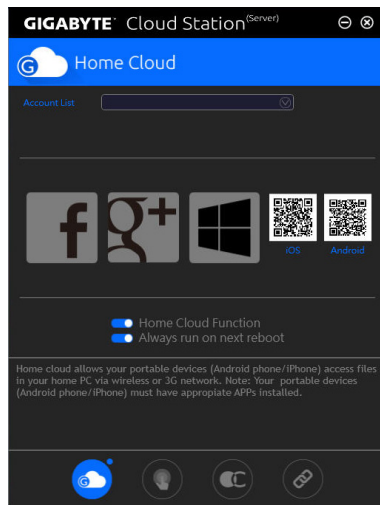 GIGABYTE™ Cloud Station(Server)
Home Cloud
Account List
iOS
Android
Home Cloud Function
Always run on next reboot
Home cloud allows your portable devices (Android phone/iPhone) access files
in your home PC via wireless or 3G network. Note: Your portable devices
(Android phone/iPhone) must have appropiate APPs installed.